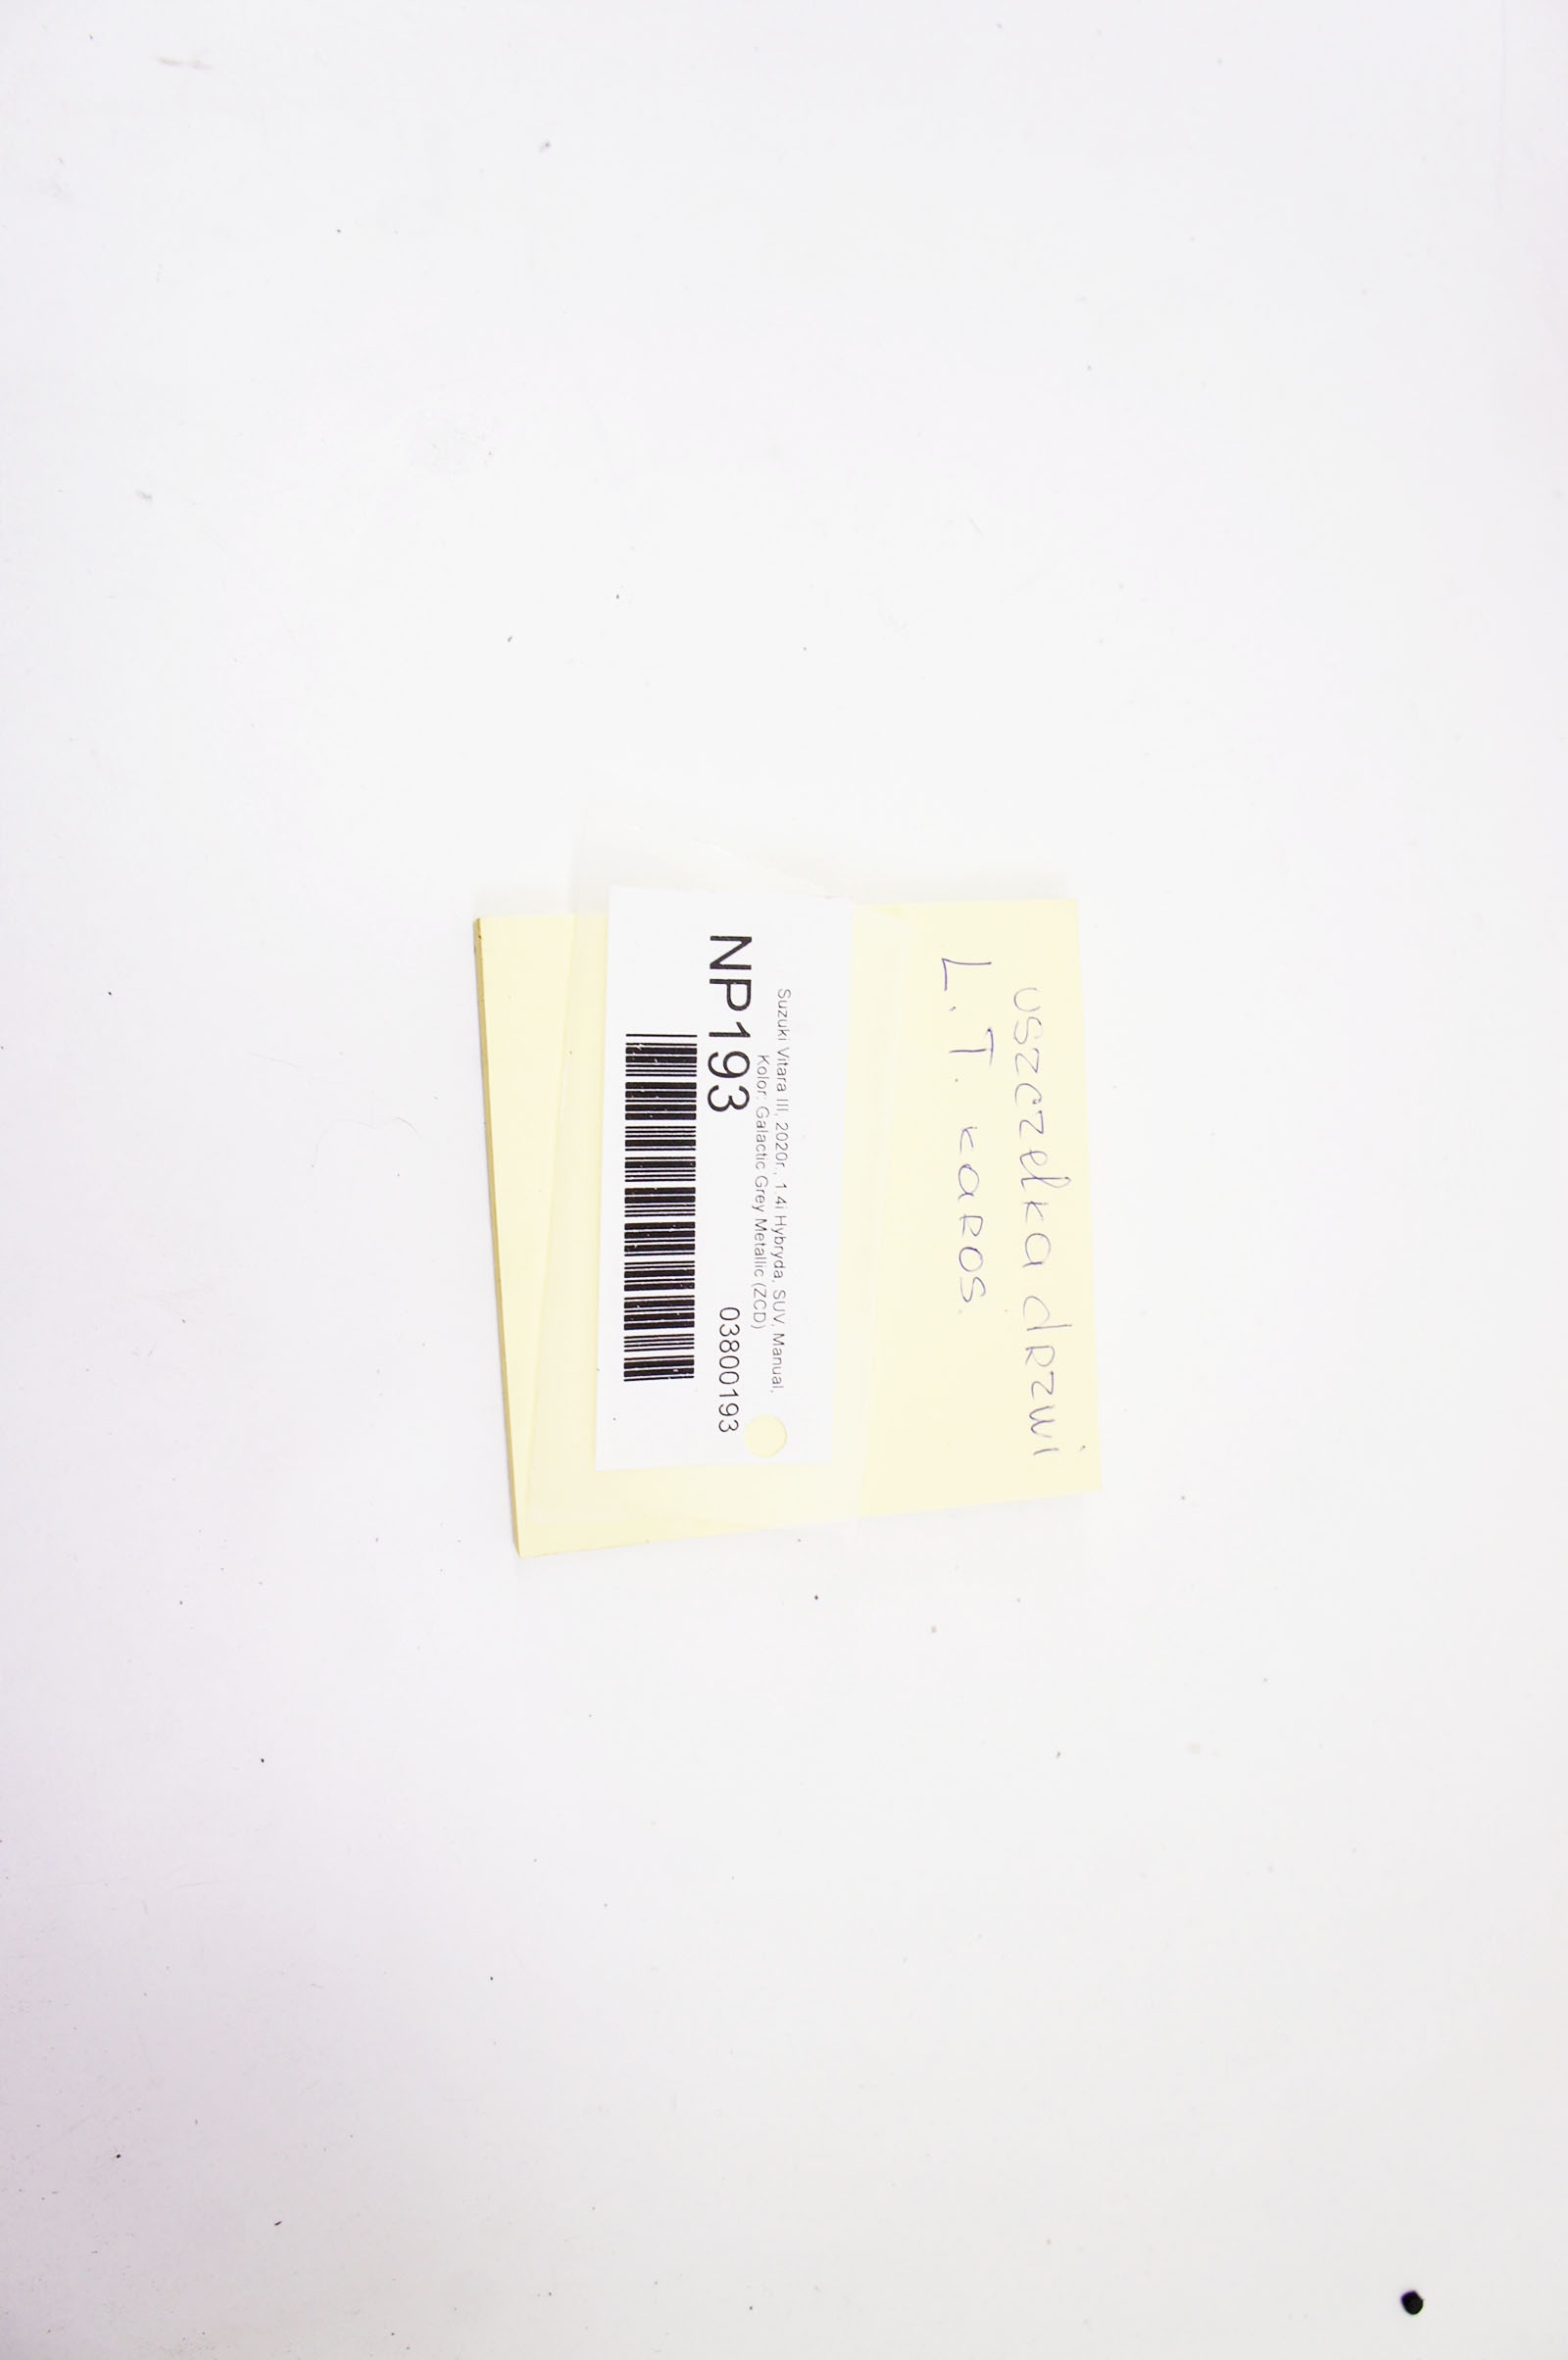 uszczelka drzwi
L.T. karos.
Suzuki Vitara III, 2020r., 1.4i Hybryda, SUV, Manual,
Kolor: Galactic Grey Metallic (ZCD)
NP193
03800193